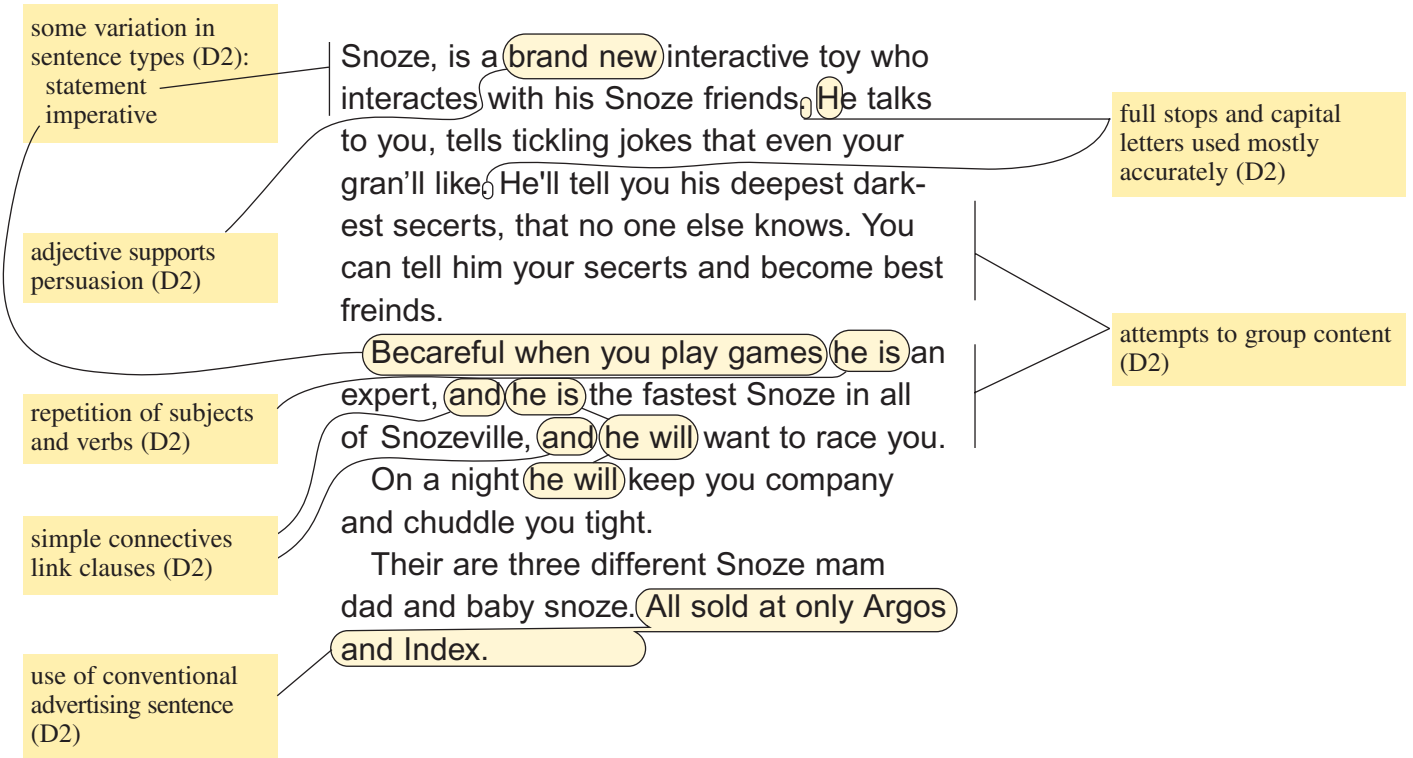 some variation in
sentence types (D2):
statement
imperative
adjective supports
persuasion (D2)
repetition of subjects
and verbs (D2)
simple connectives
link clauses (D2)
use of conventional
advertising sentence
(D2)
Snoze, is a brand new interactive toy who
interactes with his Snoze friends. He talks
to you, tells tickling jokes that even your
gran’ll like. He'll tell you his deepest dark-
est secerts, that no one else knows. You
can tell him your secerts and become best
freinds.
Becareful when you play games he is an
expert, and he is the fastest Snoze in all
of Snozeville, and he will want to race you.
On a night he will keep you company
and chuddle you tight.
Their are three different Snoze mam
dad and baby snoze. All sold at only Argos
and Index.
full stops and capital
letters used mostly
accurately (D2)
attempts to group content
(D2)